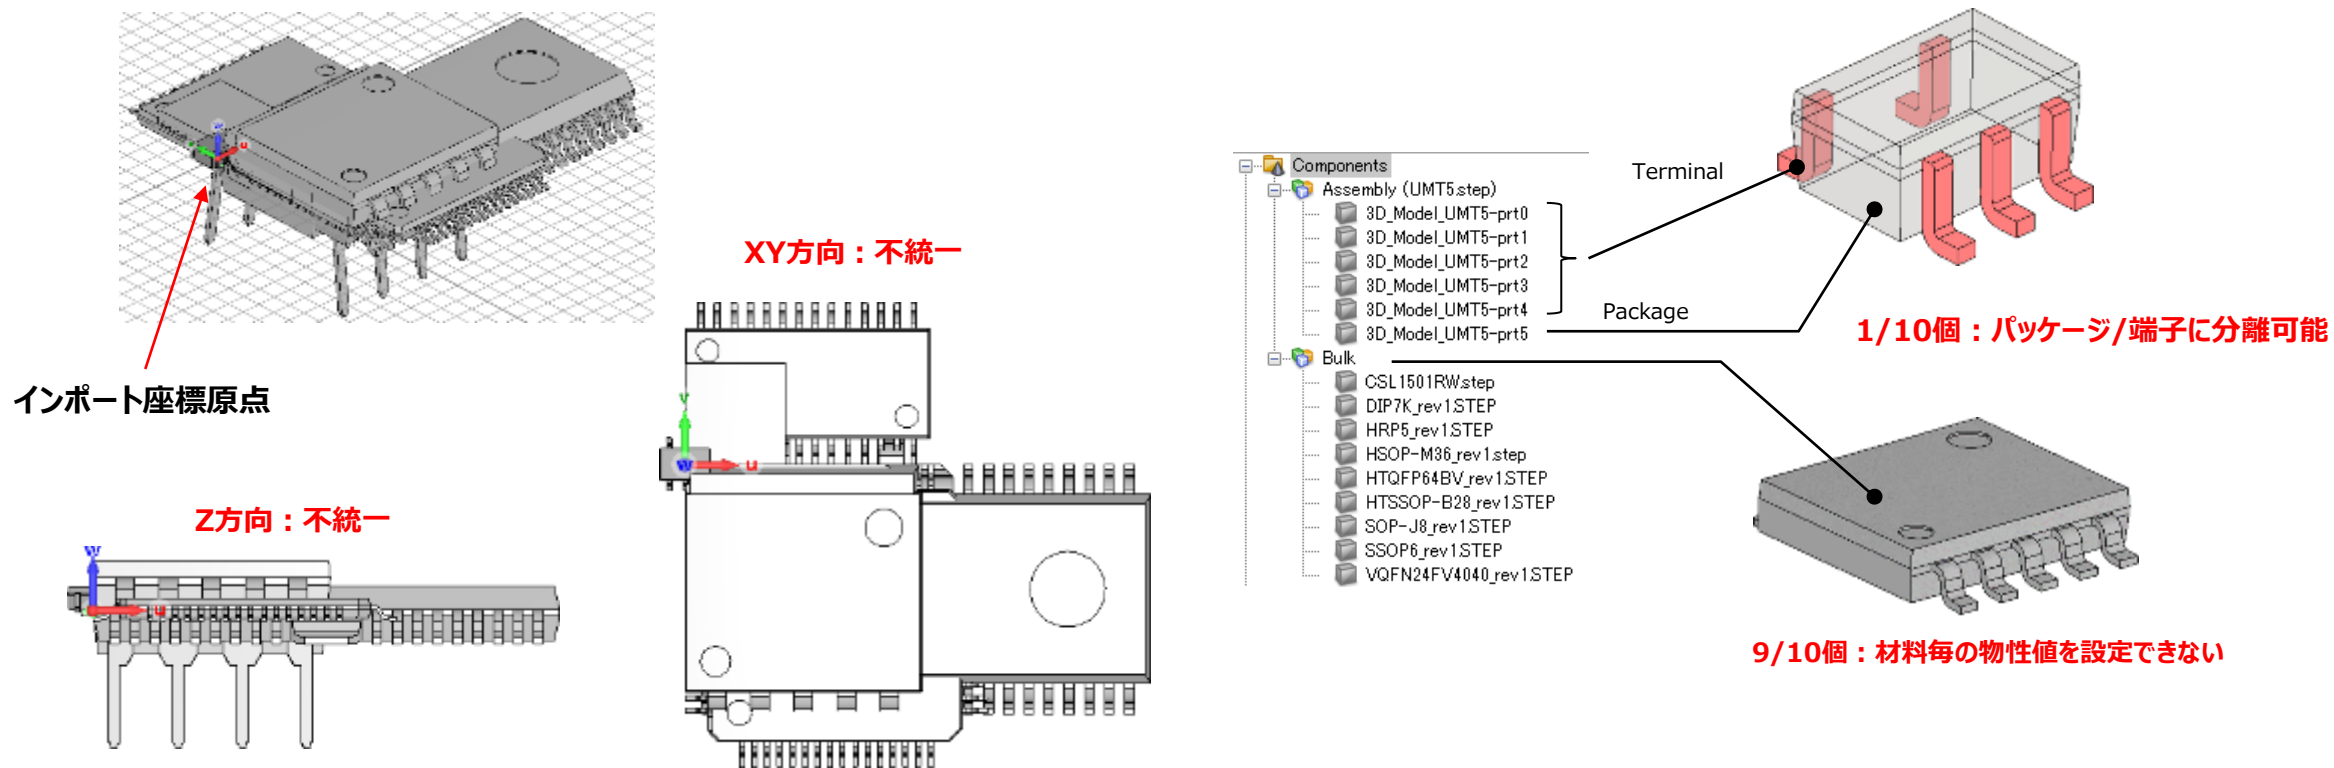 インポート座標原点
Z方向：不統一
XY方向：不統一
w
u
v
w
u
Components
Assembly (UMT5.step)
3D_Model_UMT5-prt0
3D_Model_UMT5-prt1
3D_Model_UMT5-prt2
3D_Model_UMT5-prt3
3D_Model_UMT5-prt4
3D_Model_UMT5-prt5
Bulk
CSL1501RW.step
DIP7K_rev1.STEP
HRP5_rev1.STEP
HSOP-M36_rev1.step
HTQFP64BV_rev1.STEP
HTSSOP-B28_rev1.STEP
SOP-J8_rev1.STEP
SSOP6_rev1.STEP
VQFN24FV4040_rev1.STEP
Terminal
Package
1/10個：パッケージ/端子に分離可能
9/10個：材料毎の物性値を設定できない